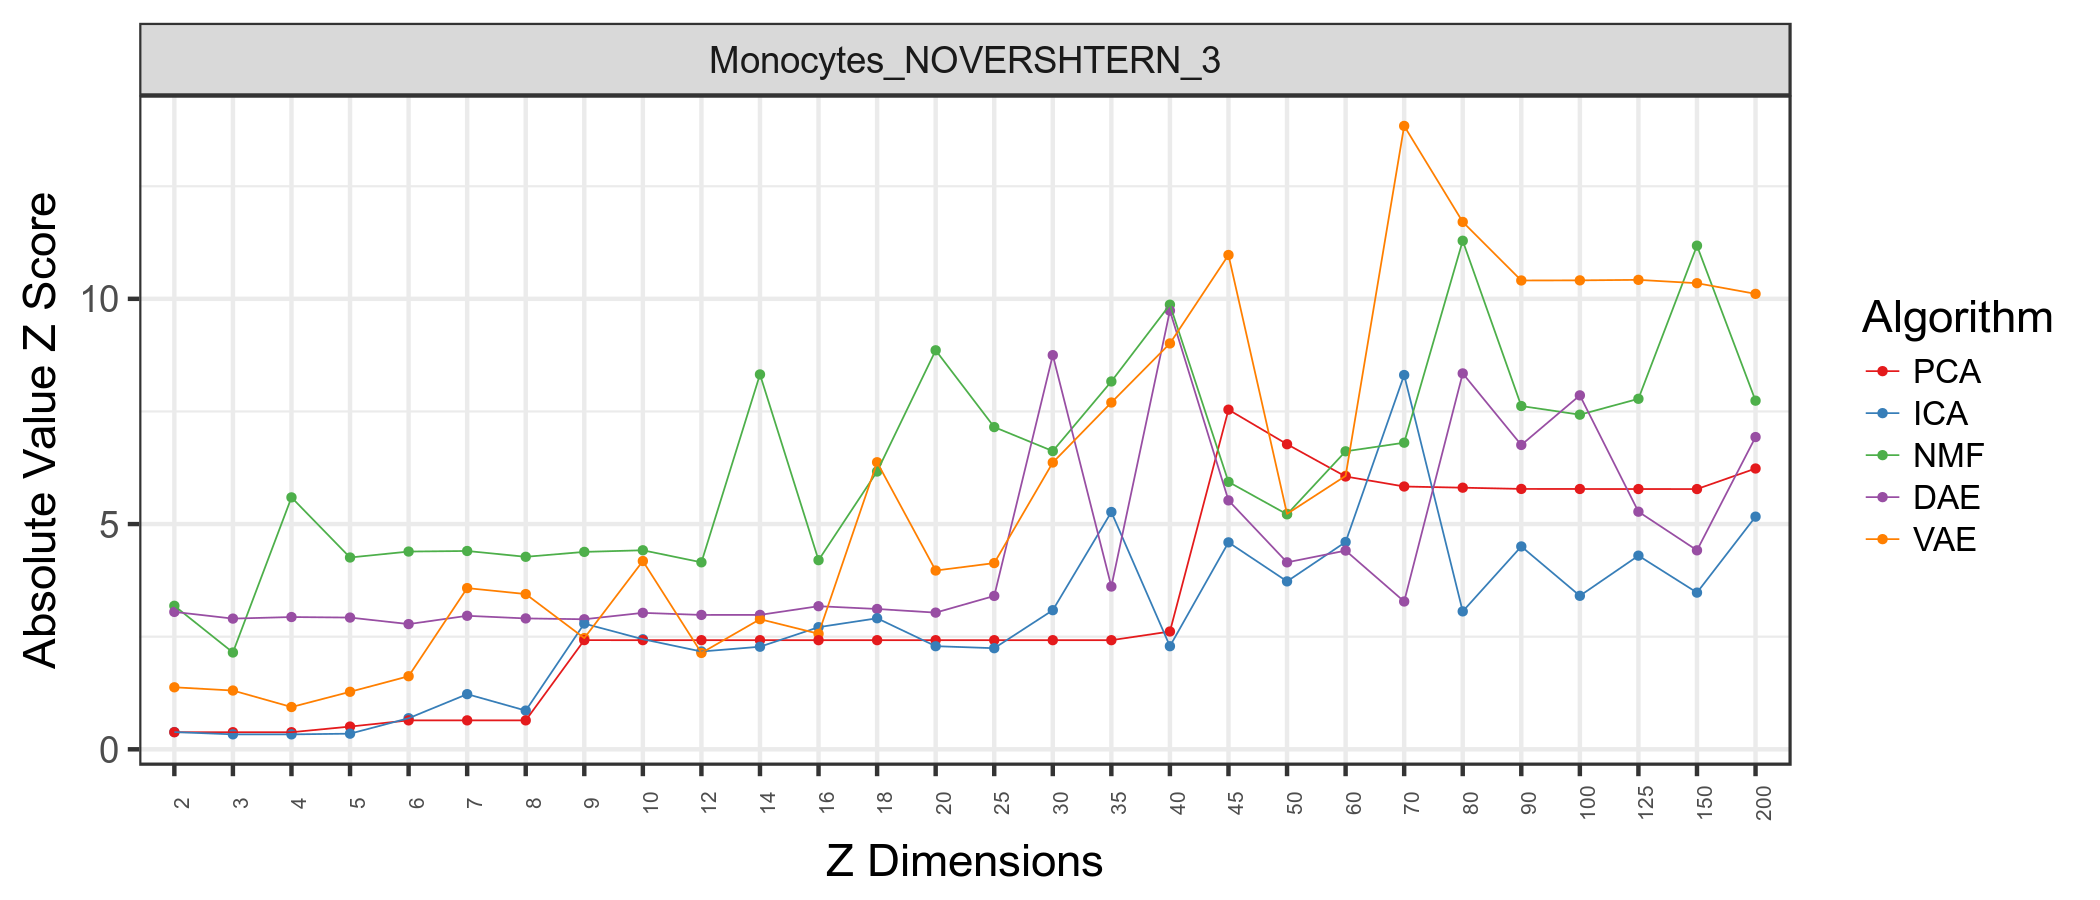 Monocytes_NOVERSHTERN_3
Absolute Value Z Score
10
5
0
2 3 4 5 6 7 8 9 10 12 14 16 18 20 25 30 35 40 45 50 60 70 80 90 100 125 150 200
Z Dimensions
Algorithm
PCA
ICA
NMF
DAE
VAE